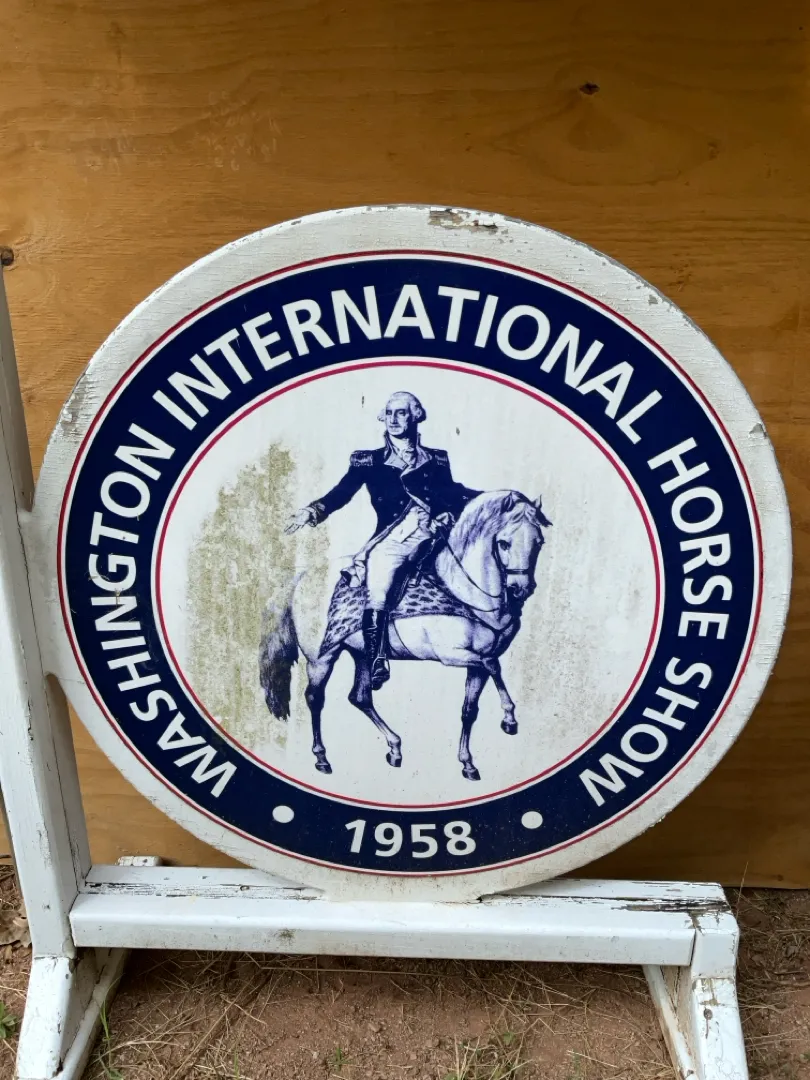 WASHINGTON INTERNATIONAL HORSE SHOW
• 1958 •